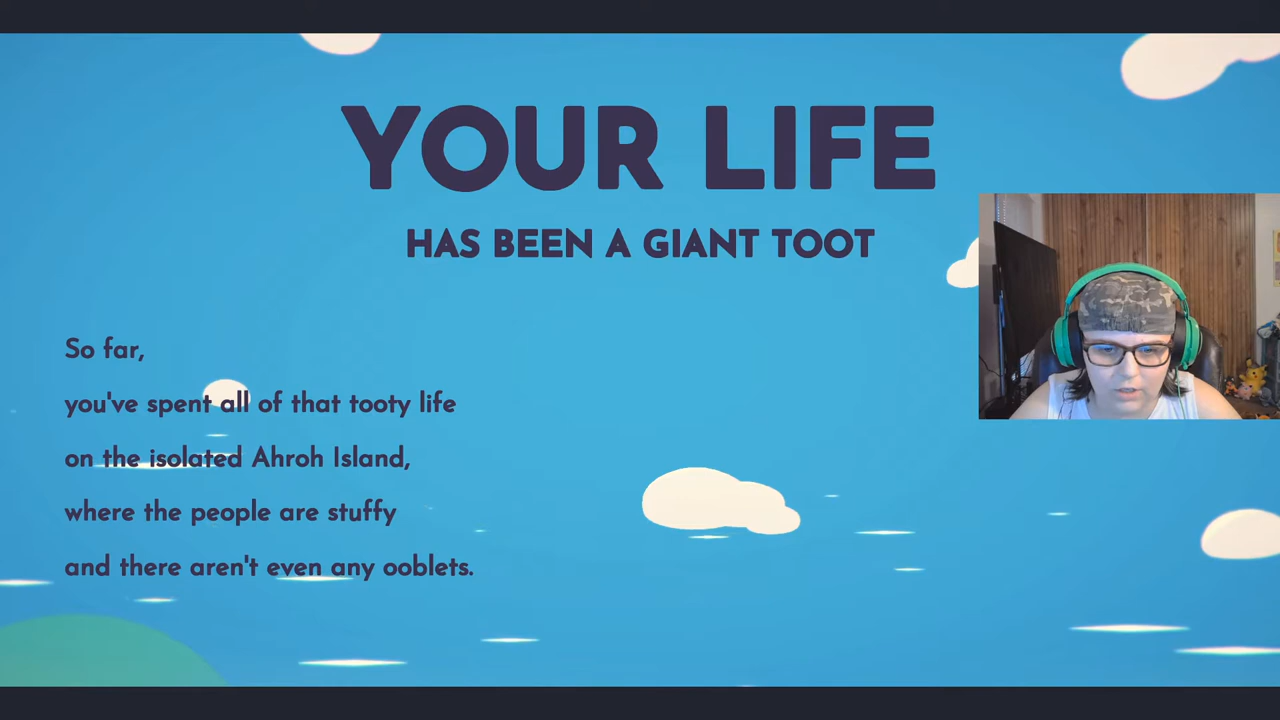 YOUR LIFE
HAS BEEN A GIANT TOOT
So far,
you've spent all of that tooty life
on the isolated Ahroh Island,
where the people are stuffy
and there aren't even any ooblets.